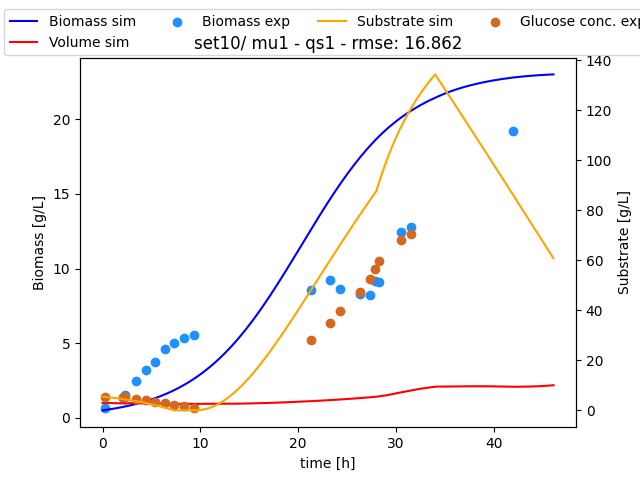 Biomass sim Biomass exp Substrate sim Glucose conc. exp
Volume sim
set10/ mu1 - qs1 - rmse: 16.862
Biomass [g/L]
20
15
10
5
0
140
120
100
80
60
40
20
0
Substrate [g/L]
0 10 20 30 40
time [h]